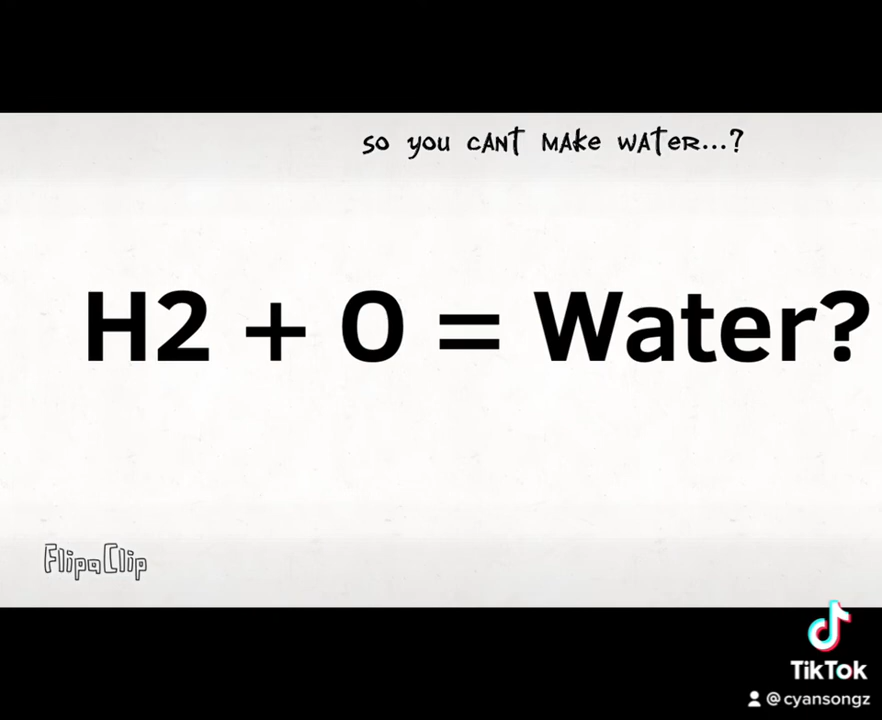 so you cant make water...?
H2 + O = Water?
FlipaClip
TikTok
@cyansongz